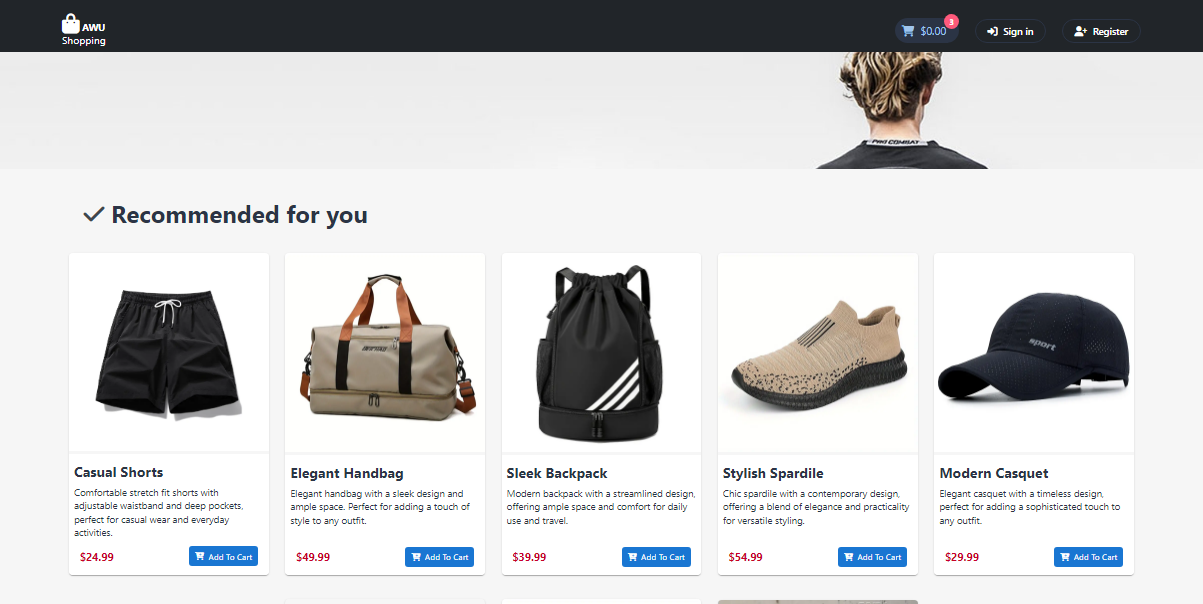 AWU
Shopping
$0.00
3
Sign in
Register
PRO COMBAT
Recommended for you
sport
Casual Shorts
Comfortable stretch fit shorts with
adjustable waistband and deep pockets,
perfect for casual wear and everyday
activities.
$24.99
Add To Cart
Elegant Handbag
Elegant handbag with a sleek design and
ample space. Perfect for adding a touch of
style to any outfit.
$49.99
Add To Cart
Sleek Backpack
Modern backpack with a streamlined design,
offering ample space and comfort for daily
use and travel.
$39.99
Add To Cart
Stylish Spardile
Chic spardile with a contemporary design,
offering a blend of elegance and practicality
for versatile styling.
$54.99
Add To Cart
Modern Casquet
Elegant casquet with a timeless design,
perfect for adding a sophisticated touch to
any outfit.
$29.99
Add To Cart